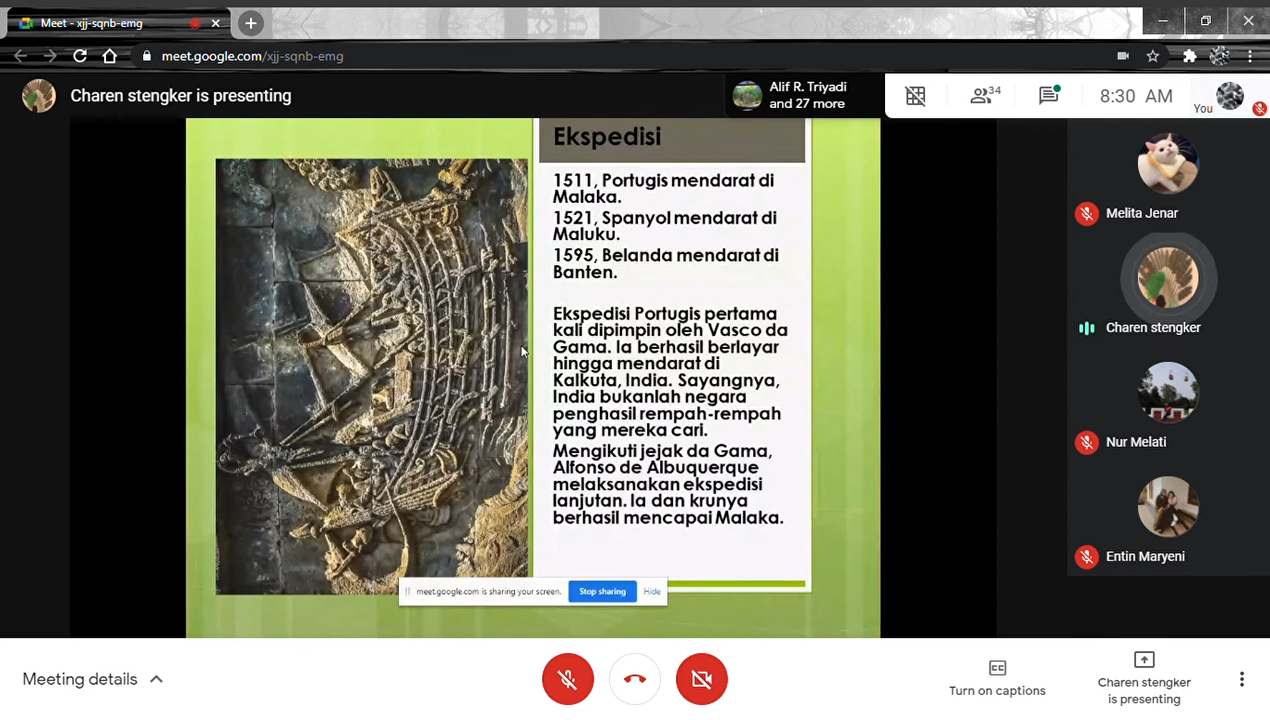 Meet - xjj-sqnb-emg
meet.google.com/xjj-sqnb-emg
Charen stengker is presenting
Alif R. Triyadi
and 27 more
34
8:30 AM
You
Ekspedisi
1511, Portugis mendarat di
Malaka.
1521, Spanyol mendarat di
Maluku.
1595, Belanda mendarat di
Banten.
Ekspedisi Portugis pertama
kali dipimpin oleh Vasco da
Gama. Ia berhasil berlayar
hingga mendarat di
Kalkuta, India. Sayangnya,
India bukanlah negara
penghasil rempah-rempah
yang mereka cari.
Mengikuti jejak da Gama,
Alfonso de Albuquerque
melaksanakan ekspedisi
lanjutan. Ia dan krunya
berhasil mencapai Malaka.
meet.google.com is sharing your screen.
Stop sharing
Hide
Melita Jenar
Charen stengker
Nur Melati
Entin Maryeni
Meeting details
Turn on captions
Charen stengker
is presenting